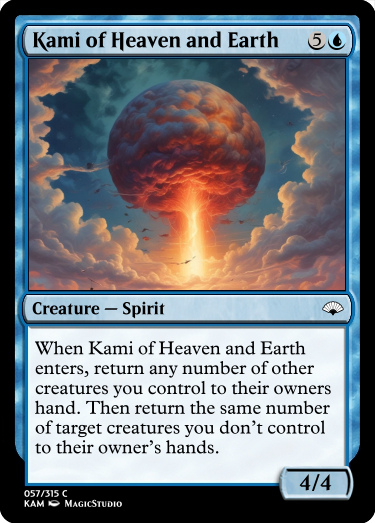 Kami of Heaven and Earth 5
Creature — Spirit
When Kami of Heaven and Earth
enters, return any number of other
creatures you control to their owners
hand. Then return the same number
of target creatures you don't control
to their owner's hands.
4/4
057/315 C
KAM MagicStudio